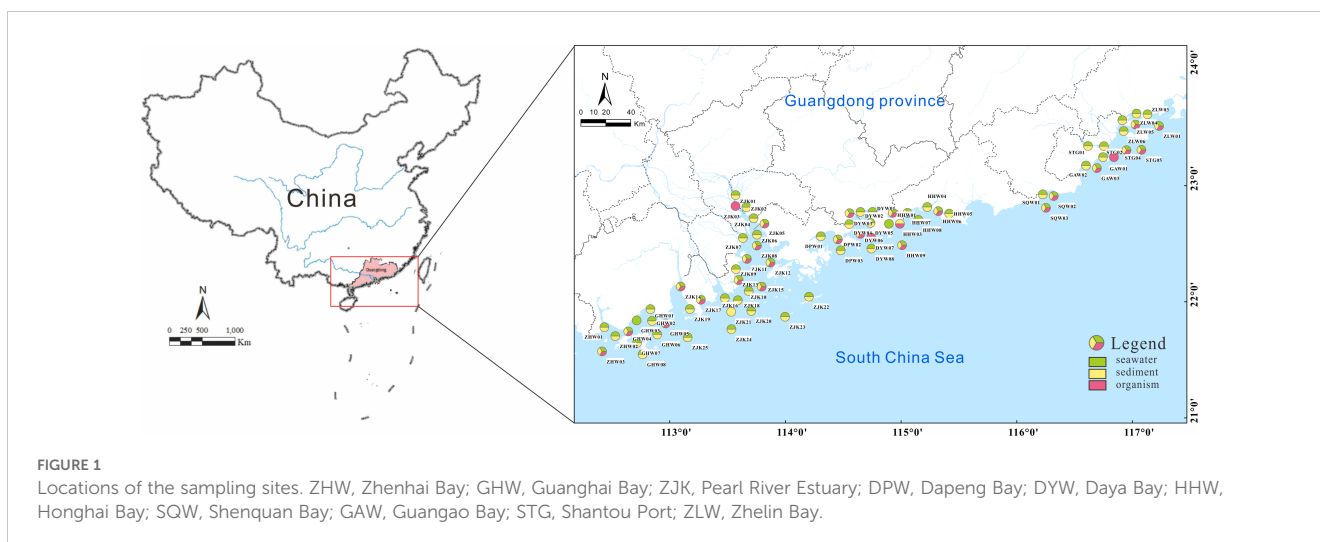 N
China
Guangdong
N
0 250 500 1,000
Km
N
0 10 20 40
Km
Guangdong province
South China Sea
24°0'
23°0'
22°0'
21°0'
113°0' 114°0' 115°0' 116°0' 117°0'
ZLW03
ZLW04
ZLW05
ZLW01
ZLW06
STG01
STG02
STG04
STG05
GAW02
GAW01
GAW03
SQW01
SQW02
SQW03
HHW04
HHW01
HHW05
HHW06
HHW07
HHW08
HHW03
HHW09
DYW02
DYW03
DYW05
DYW06
DYW07
DYW08
DPW01
DPW02
DPW03
ZJK01
ZJK02
ZJK03
ZJK04
ZJK05
ZJK06
ZJK07
ZJK08
ZJK11
ZJK12
ZJK09
ZJK13
ZJK15
ZJK14
ZJK10
ZJK16
ZJK18
ZJK17
ZJK19
ZJK20
ZJK21
ZJK22
ZJK23
ZJK24
ZJK25
GHW01
GHW02
GHW03
GHW04
GHW05
GHW06
GHW07
GHW08
ZHW01
ZHW02
ZHW03
Legend
seawater
sediment
organism
FIGURE 1
Locations of the sampling sites. ZHW, Zhenhai Bay; GHW, Guanghai Bay; ZJK, Pearl River Estuary; DPW, Dapeng Bay; DYW, Daya Bay; HHW,
Honghai Bay; SQW, Shenquan Bay; GAW, Guangao Bay; STG, Shantou Port; ZLW, Zhelin Bay.